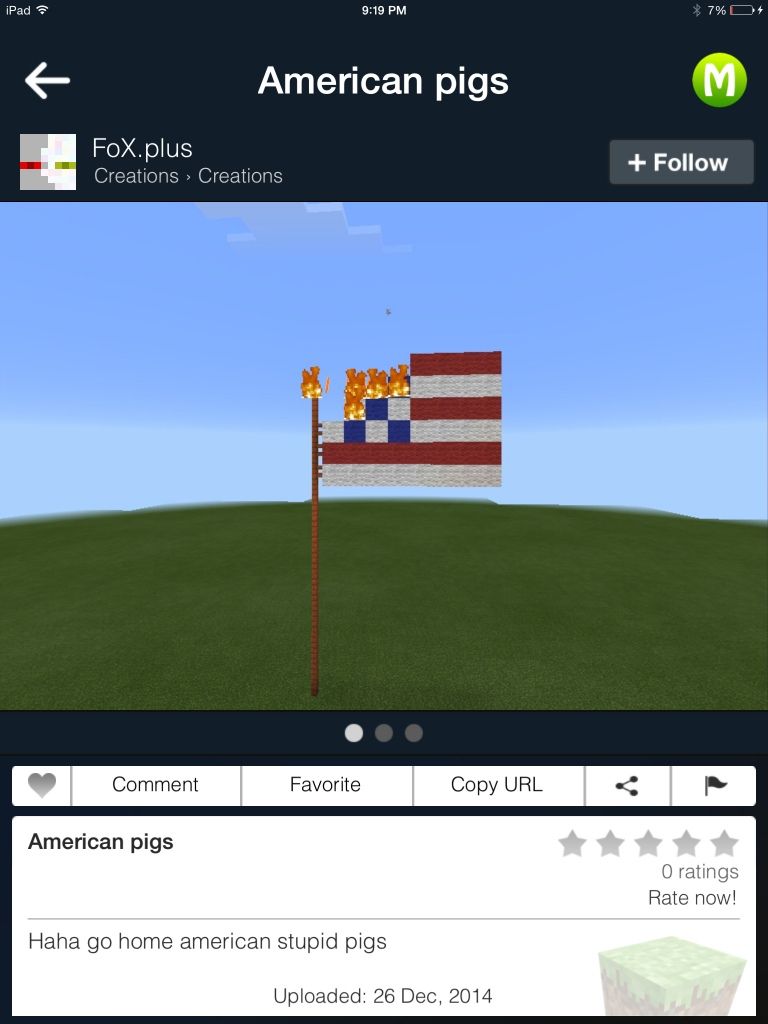 iPad 9:19 PM 7%
American pigs
M
FoX.plus
Creations › Creations
+ Follow
Comment Favorite Copy URL
American pigs
0 ratings
Rate now!
Haha go home american stupid pigs
Uploaded: 26 Dec, 2014